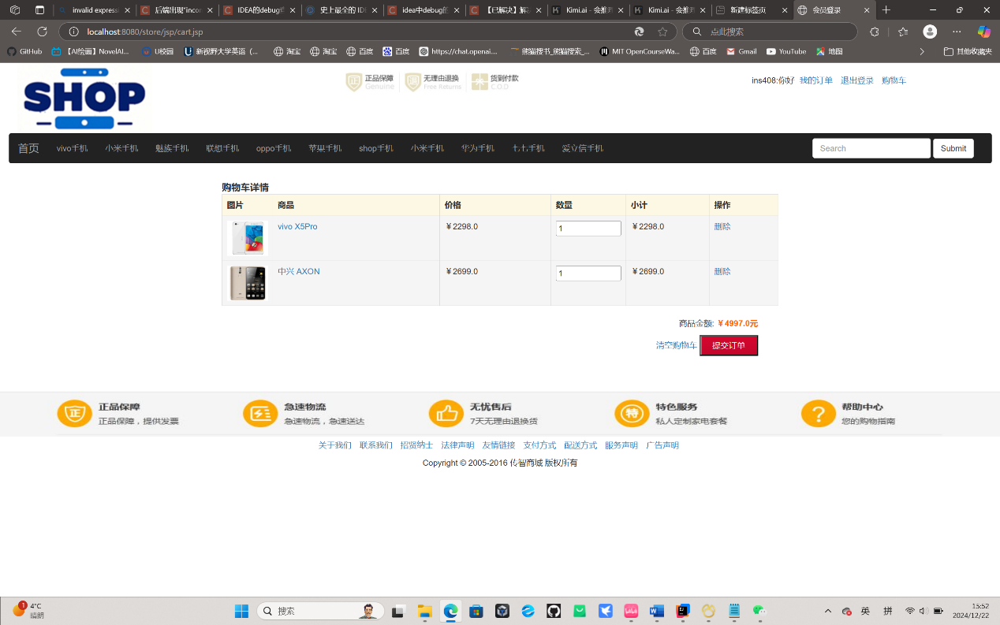 invalid express
后端出现"incor
IDEA的debug
史上最全的 IDE
idea中debug的
【已解决】解
Kimi.ai - 会推理
Kimi.ai - 会推理
新建标签页
会员登录
localhost:8080/store/jsp/cart.jsp
点此搜索
GitHub
【AI绘画】NovelAI...
U校园
新视野大学英语（...
淘宝
淘宝
百度
百度
https://chat.openai....
熊猫搜书_熊猫搜索_...
MIT OpenCourseWa...
百度
Gmail
YouTube
地图
其他收藏夹
SHOP
正品保障
Genuine
无理由退换
Free Returns
货到付款
C.O.D
ins408:你好 我的订单 退出登录 购物车
首页 vivo手机 小米手机 魅族手机 联想手机 oppo手机 苹果手机 shop手机 小米手机 华为手机 七七手机 爱立信手机
Search
Submit
购物车详情
图片 商品 价格 数量 小计 操作
vivo X5Pro ￥2298.0 1 ￥2298.0 删除
中兴 AXON ￥2699.0 1 ￥2699.0 删除
商品金额: ￥4997.0元
清空购物车 提交订单
正品保障
正品保障，提供发票
急速物流
急速物流，急速送达
无忧售后
7天无理由退换货
特色服务
私人定制家电套餐
帮助中心
您的购物指南
关于我们 联系我们 招贤纳士 法律声明 友情链接 支付方式 配送方式 服务声明 广告声明
Copyright © 2005-2016 传智商城 版权所有
1
4°C
晴朗
搜索
英 拼
15:52
2024/12/22